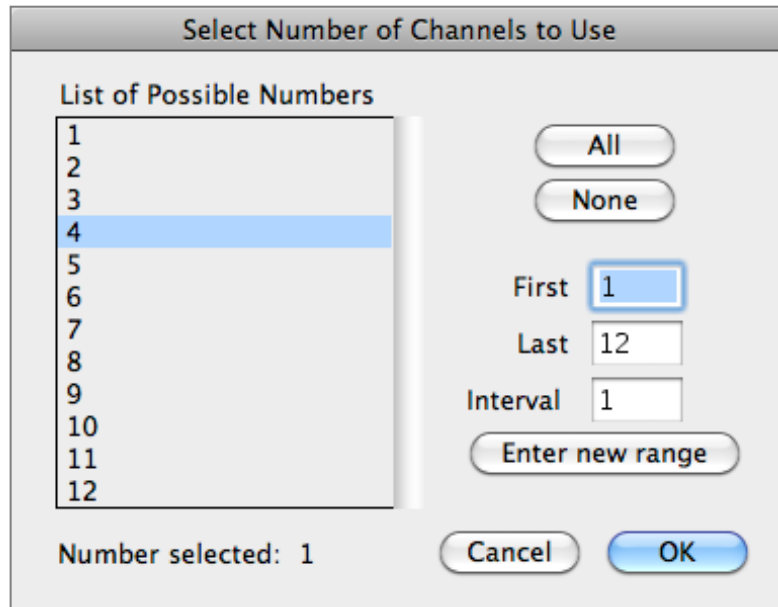 Select Number of Channels to Use
List of Possible Numbers
1
2
3
4
5
6
7
8
9
10
11
12
All
None
First 1
Last 12
Interval 1
Enter new range
Number selected: 1
Cancel
OK